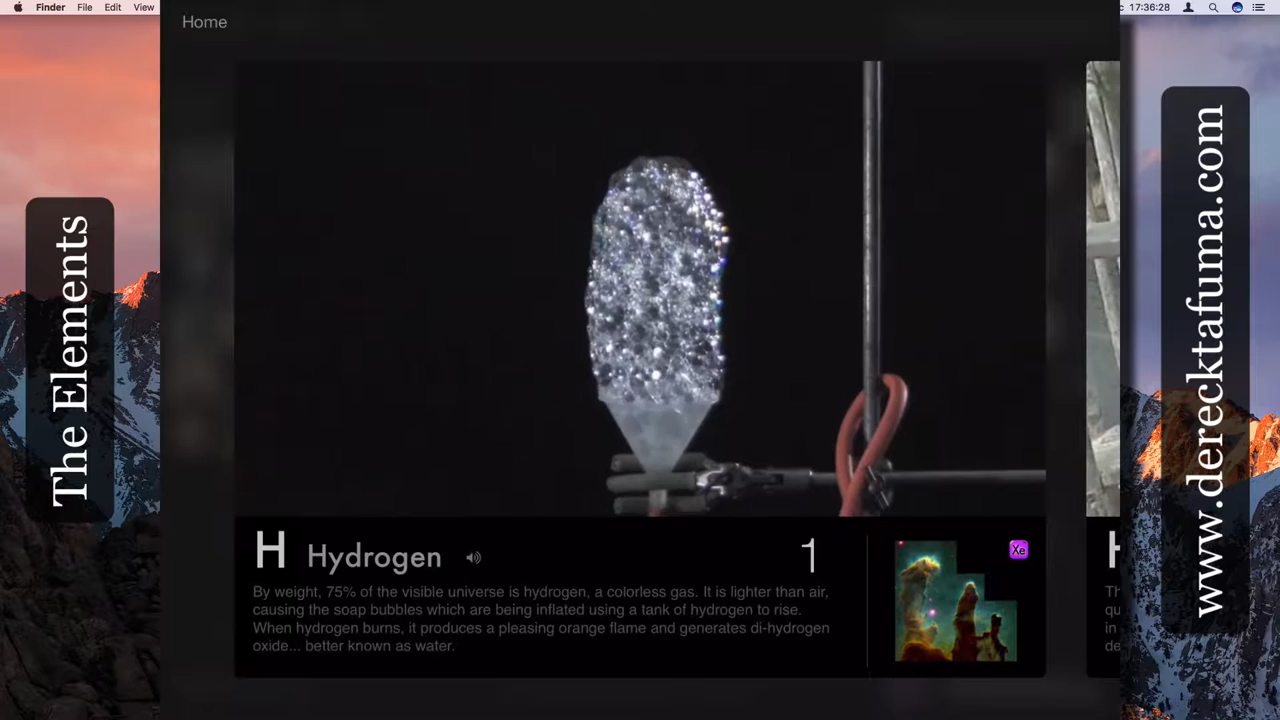 Finder File Edit View
17:36:28
Home
The Elements
www.derecktafuma.com
H Hydrogen 1
Xe
By weight, 75% of the visible universe is hydrogen, a colorless gas. It is lighter than air,
causing the soap bubbles which are being inflated using a tank of hydrogen to rise.
When hydrogen burns, it produces a pleasing orange flame and generates di-hydrogen
oxide... better known as water.